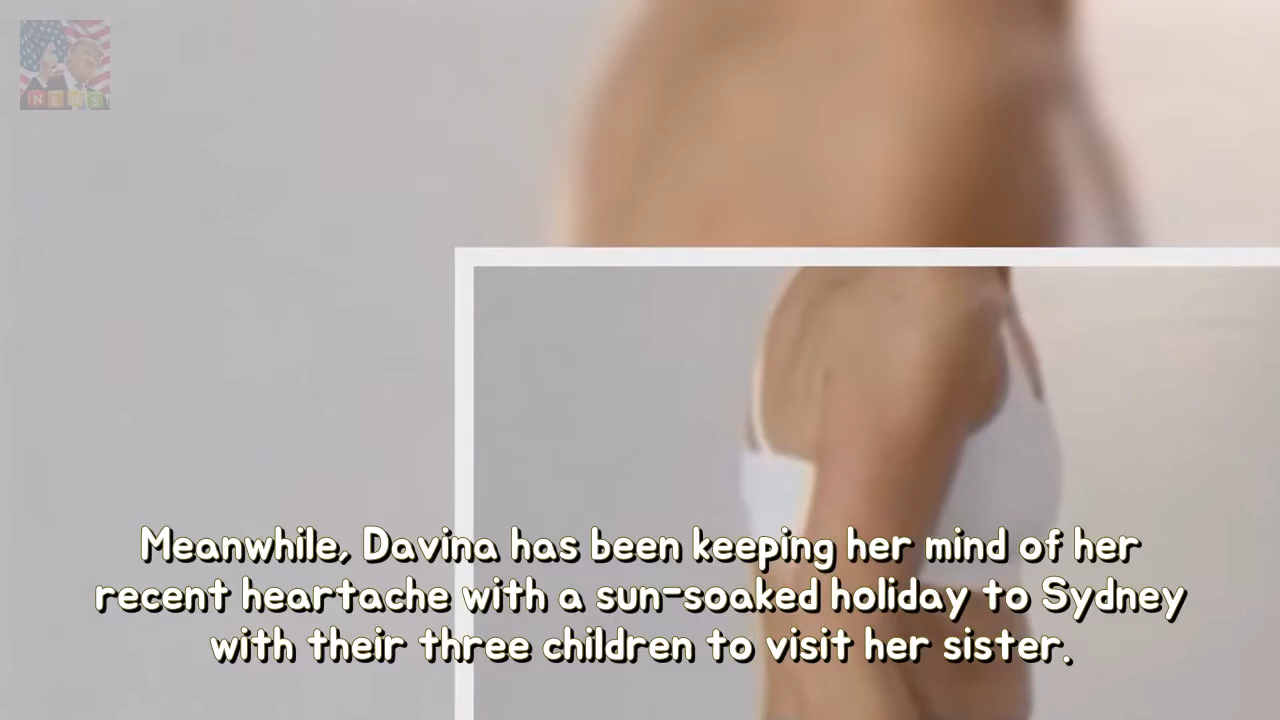 NEWS
Meanwhile, Davina has been keeping her mind of her
recent heartache with a sun-soaked holiday to Sydney
with their three children to visit her sister.